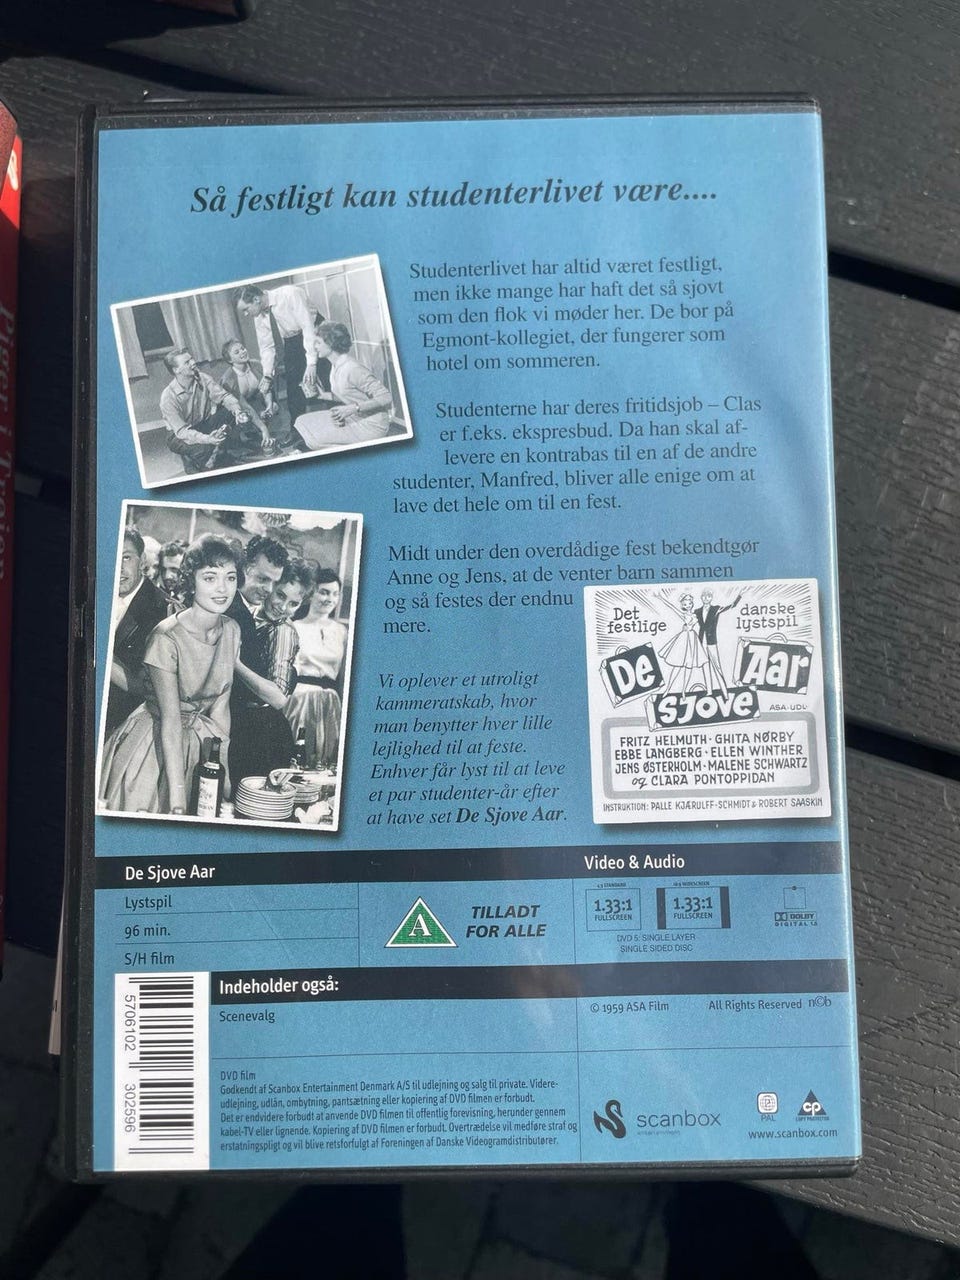 Så festligt kan studenterlivet være....
Studenterlivet har altid været festligt,
men ikke mange har haft det så sjovt
som den flok vi møder her. De bor på
Egmont-kollegiet, der fungerer som
hotel om sommeren.
Studenterne har deres fritidsjob – Clas
er f.eks. ekspresbud. Da han skal af-
levere en kontrabas til en af de andre
studenter, Manfred, bliver alle enige om at
lave det hele om til en fest.
Midt under den overdådige fest bekendtgør
Anne og Jens, at de venter barn sammen
og så festes der endnu
mere.
Vi oplever et utroligt
kammeratskab, hvor
man benytter hver lille
lejlighed til at feste.
Enhver får lyst til at leve
et par studenter-år efter
at have set De Sjove Aar.
Det festlige
danske lystspil
De
Sjove
Aar
ASA-UDL.
FRITZ HELMUTH · GHITA NØRBY
EBBE LANGBERG · ELLEN WINTHER
JENS ØSTERHOLM · MALENE SCHWARTZ
og CLARA PONTOPPIDAN
INSTRUKTION: PALLE KJÆRULFF-SCHMIDT & ROBERT SAASKIN
De Sjove Aar
Video & Audio
Lystspil
96 min.
S/H film
A
TILLADT
FOR ALLE
4:3 STANDARD
1.33:1
FULLSCREEN
16:9 WIDESCREEN
1.33:1
FULLSCREEN
DVD 5: SINGLE LAYER
SINGLE SIDED DISC
DOLBY
DIGITAL
Indeholder også:
Scenevalg
© 1959 ASA Film
All Rights Reserved
n©b
5706102 302596
DVD film
Godkendt af Scanbox Entertainment Denmark A/S til udlejning og salg til private. Videre-
udlejning, udlån, ombytning, pantsætning eller kopiering af DVD filmen er forbudt.
Det er endvidere forbudt at anvende DVD filmen til offentlig forevisning, herunder gennem
kabel-TV eller lignende. Kopiering af DVD filmen er forbudt. Overtrædelse vil medføre straf og
erstatningspligt og vil blive retsforfulgt af Foreningen af Danske Videogramdistributører.
scanbox
entertainment
P
PAL
CP
COPY PROTECTED
www.scanbox.com
Piger i Trøjen